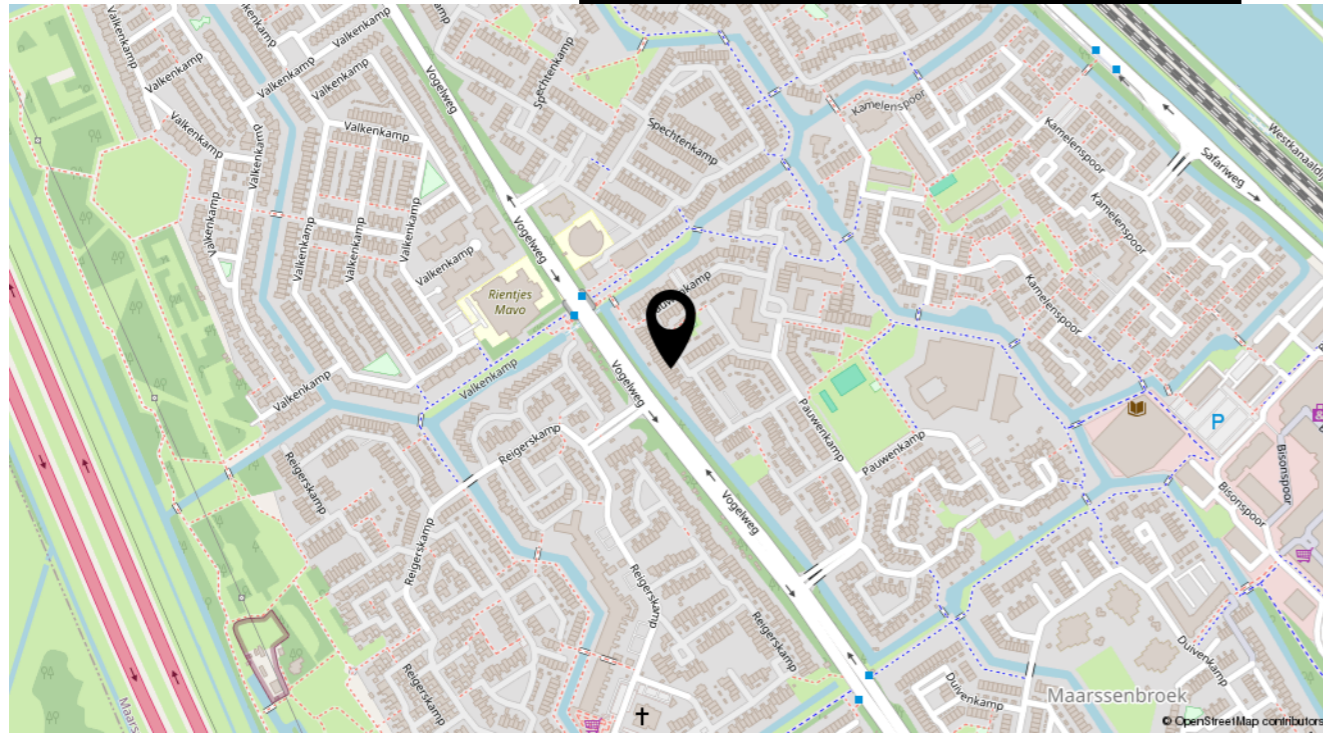 Valkenkamp
Valkenkamp
Valkenkamp
Valkenkamp
Valkenkamp
Valkenkamp
Vogelweg
Spechtenkamp
Spechtenkamp
Kamelenspoor
Kamelenspoor
Safariweg
Valkenkamp
Valkenkamp
Valkenkamp
Valkenkamp
Valkenkamp
Valkenkamp
Valkenkamp
Vogelweg
Kamelenspoor
Kamelenspoor
Rientjes
Mavo
Valkenkamp
Valkenkamp
Vogelweg
Pauwenkamp
Pauwenkamp
P
Reigerskamp
Reigerskamp
Reigerskamp
Vogelweg
Bisonspoor
Bisonspoor
Reigerskamp
Reigerskamp
Reigerskamp
Duivenkamp
Duivenkamp
Maarssenbroek
Maars
© OpenStreetMap contributors